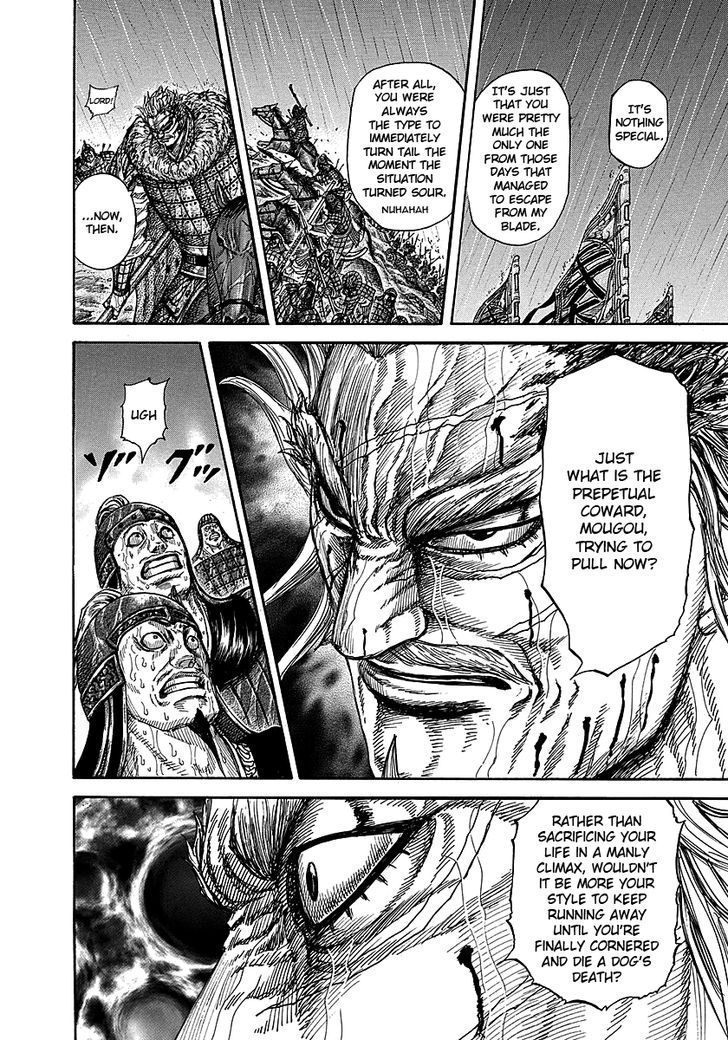 IT'S
NOTHING
SPECIAL.
IT'S JUST
THAT YOU
WERE PRETTY
MUCH THE
ONLY ONE
FROM THOSE
DAYS THAT
MANAGED
TO ESCAPE
FROM MY
BLADE.
AFTER ALL,
YOU WERE
ALWAYS
THE TYPE TO
IMMEDIATELY
TURN TAIL
THE MOMENT
THE SITUATION
TURNED SOUR.
NUHAHAH
LORD!
...NOW,
THEN.
JUST
WHAT IS THE
PREPETUAL
COWARD,
MOUGOU,
TRYING TO
PULL NOW?
UGH
ゾグッ
RATHER THAN
SACRIFICING YOUR
LIFE IN A MANLY
CLIMAX, WOULDN'T
IT BE MORE YOUR
STYLE TO KEEP
RUNNING AWAY
UNTIL YOU'RE
FINALLY CORNERED
AND DIE A DOG'S
DEATH?